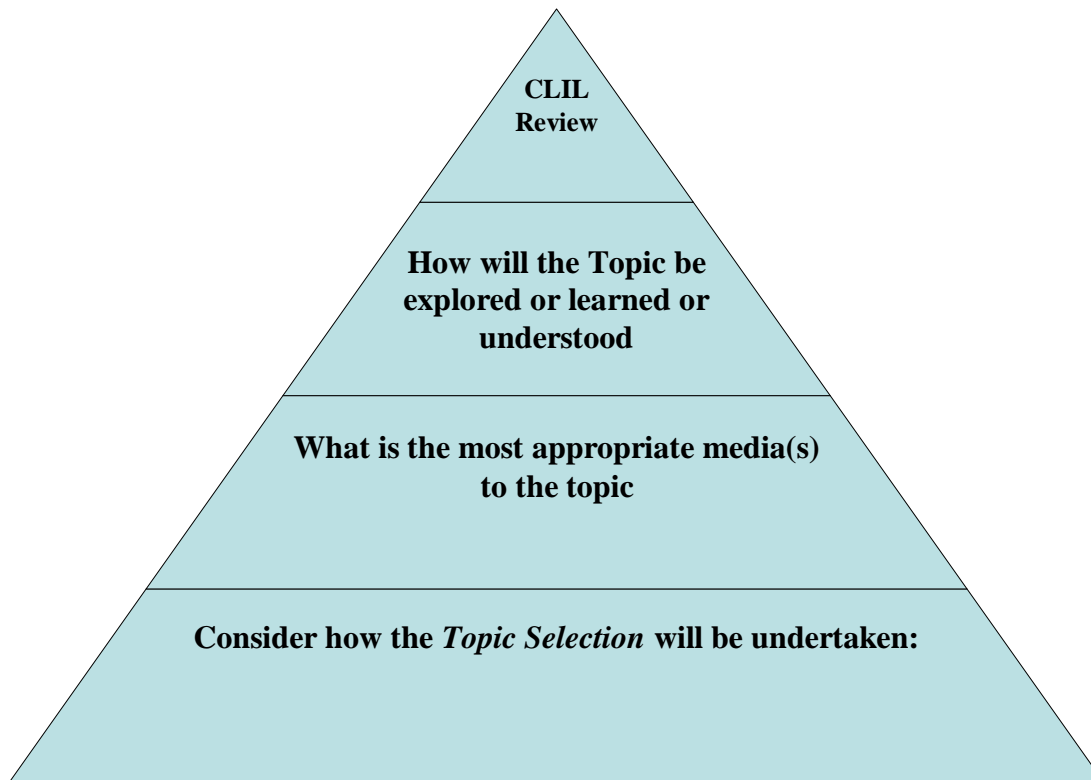 CLIL
Review
How will the Topic be
explored or learned or
understood
What is the most appropriate media(s)
to the topic
Consider how the Topic Selection will be undertaken: